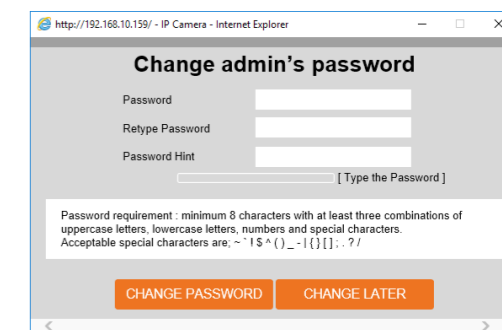 http://192.168.10.159/ - IP Camera - Internet Explorer
Change admin's password
Password
Retype Password
Password Hint
[ Type the Password ]
Password requirement : minimum 8 characters with at least three combinations of
uppercase letters, lowercase letters, numbers and special characters.
Acceptable special characters are; ~ ` ! $ ^ ( ) _ - | { } [ ] ; . ? /
CHANGE PASSWORD CHANGE LATER